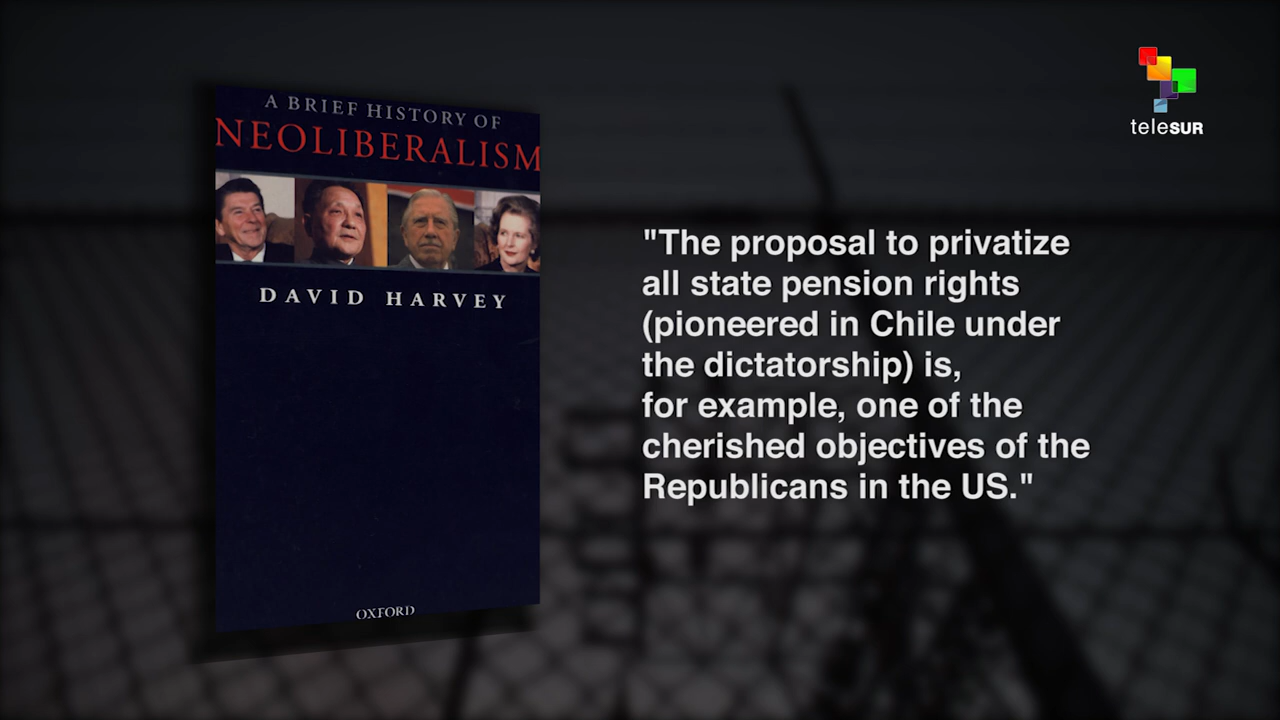 A BRIEF HISTORY OF
NEOLIBERALISM
DAVID HARVEY
OXFORD
teleSUR
"The proposal to privatize
all state pension rights
(pioneered in Chile under
the dictatorship) is,
for example, one of the
cherished objectives of the
Republicans in the US."